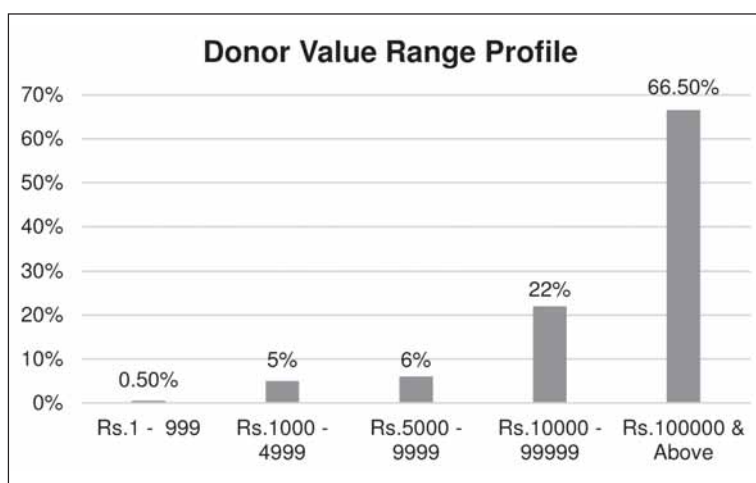 Donor Value Range Profile
70%
60%
50%
40%
30%
20%
10%
0%
0.50%
5%
6%
22%
66.50%
Rs.1 - 999
Rs.1000 -
4999
Rs.5000 -
9999
Rs.10000 -
99999
Rs.100000 &
Above